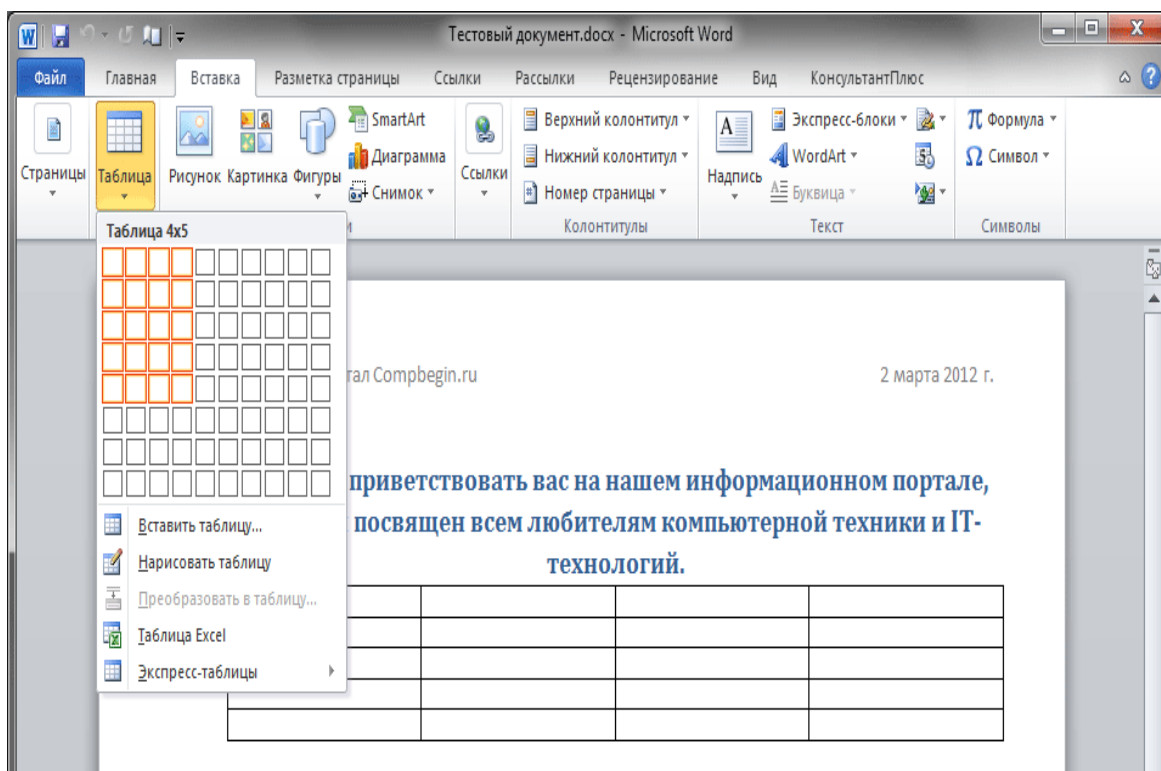 Тестовый документ.docx - Microsoft Word
Файл Главная Вставка Разметка страницы Ссылки Рассылки Рецензирование Вид КонсультантПлюс
Страницы
Таблица
Рисунок
Картинка
Фигуры
SmartArt
Диаграмма
Снимок
Ссылки
Верхний колонтитул
Нижний колонтитул
Номер страницы
Колонтитулы
Надпись
Экспресс-блоки
WordArt
Буквица
Текст
Формула
Символ
Символы
Таблица 4x5
Вставить таблицу...
Нарисовать таблицу
Преобразовать в таблицу...
Таблица Excel
Экспресс-таблицы
Compbegin.ru 2 марта 2012 г.
приветствовать вас на нашем информационном портале,
посвящен всем любителям компьютерной техники и IT-
технологий.